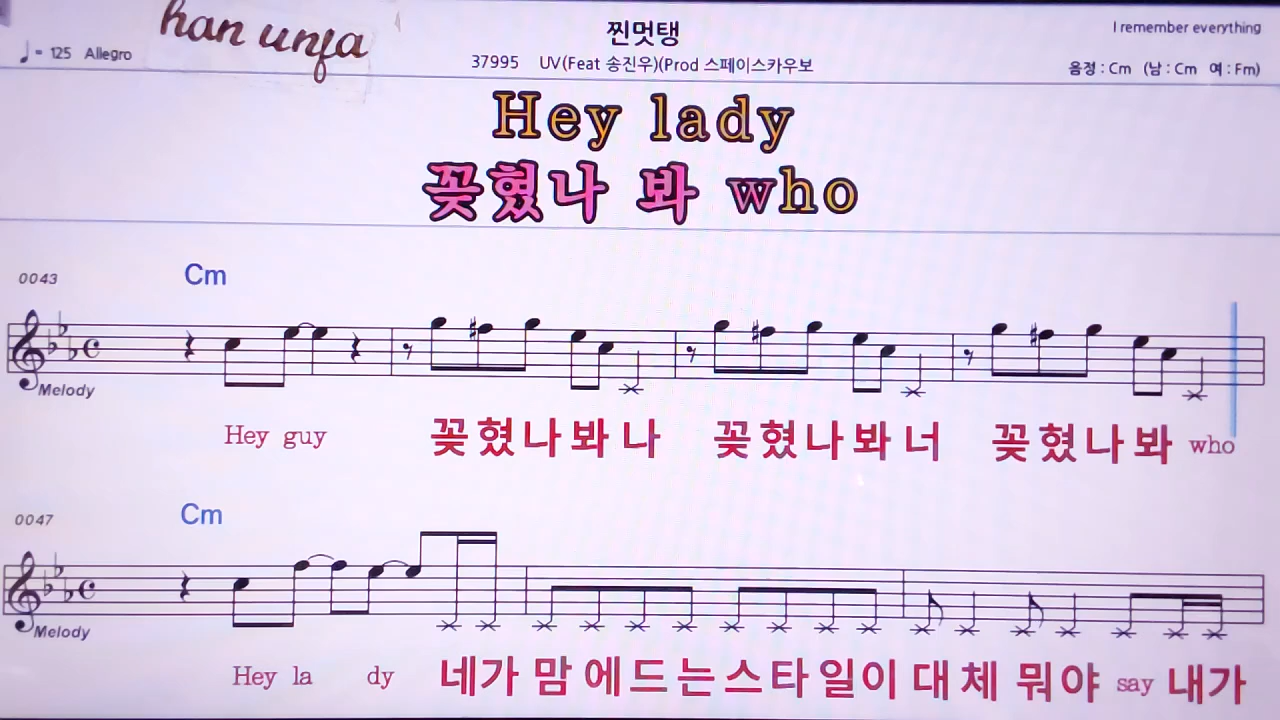 han unja
찐멋탱
I remember everything
♩= 125 Allegro
37995 UV(Feat 송진우)(Prod 스페이스카우보
음정 : Cm (남 : Cm 여 : Fm)
Hey lady
꽂혔나 봐 who
0043
Cm
Melody
Hey guy 꽂혔나봐나 꽂혔나봐너 꽂혔나봐 who
0047
Cm
Melody
Hey la dy 네가 맘에드는스타일이 대체 뭐야 say 내가